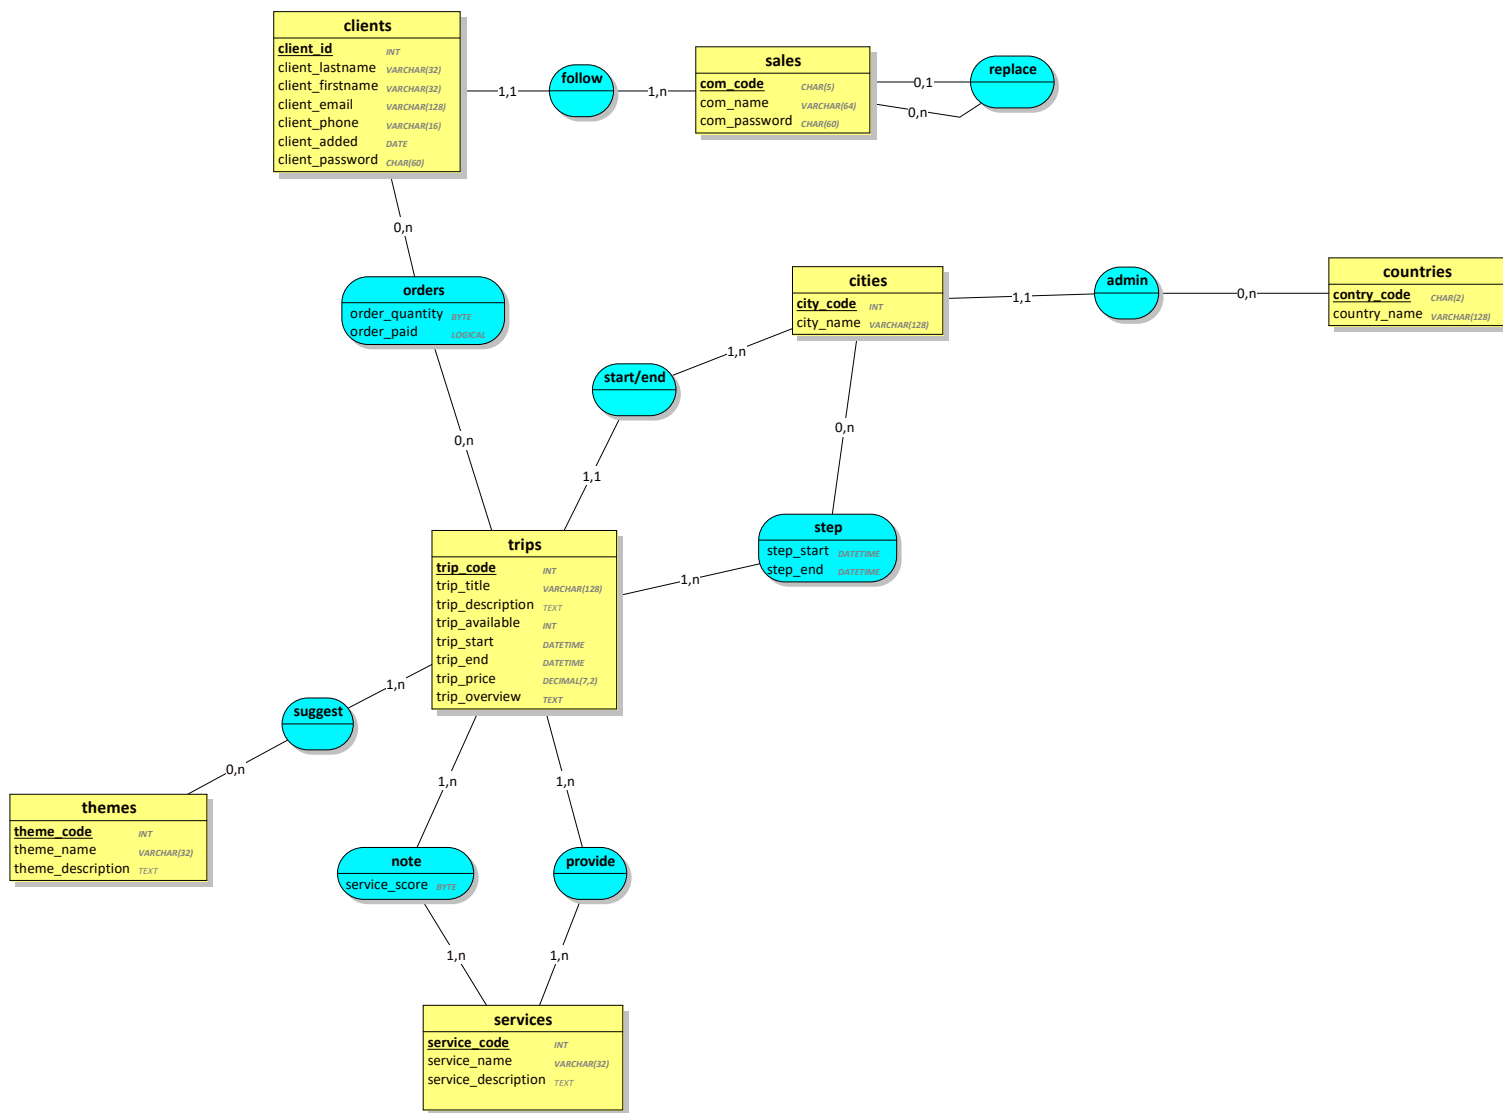 clients
client_id INT
client_lastname VARCHAR(32)
client_firstname VARCHAR(32)
client_email VARCHAR(128)
client_phone VARCHAR(16)
client_added DATE
client_password CHAR(60)
1,1
follow
1,n
sales
com_code CHAR(5)
com_name VARCHAR(64)
com_password CHAR(60)
0,1
0,n
replace
0,n
orders
order_quantity BYTE
order_paid LOGICAL
0,n
cities
city_code INT
city_name VARCHAR(128)
1,1
admin
0,n
countries
contry_code CHAR(2)
country_name VARCHAR(128)
1,n
start/end
1,1
0,n
step
step_start DATETIME
step_end DATETIME
1,n
trips
trip_code INT
trip_title VARCHAR(128)
trip_description TEXT
trip_available INT
trip_start DATETIME
trip_end DATETIME
trip_price DECIMAL(7,2)
trip_overview TEXT
1,n
suggest
0,n
themes
theme_code INT
theme_name VARCHAR(32)
theme_description TEXT
1,n
1,n
note
service_score BYTE
provide
1,n
1,n
services
service_code INT
service_name VARCHAR(32)
service_description TEXT